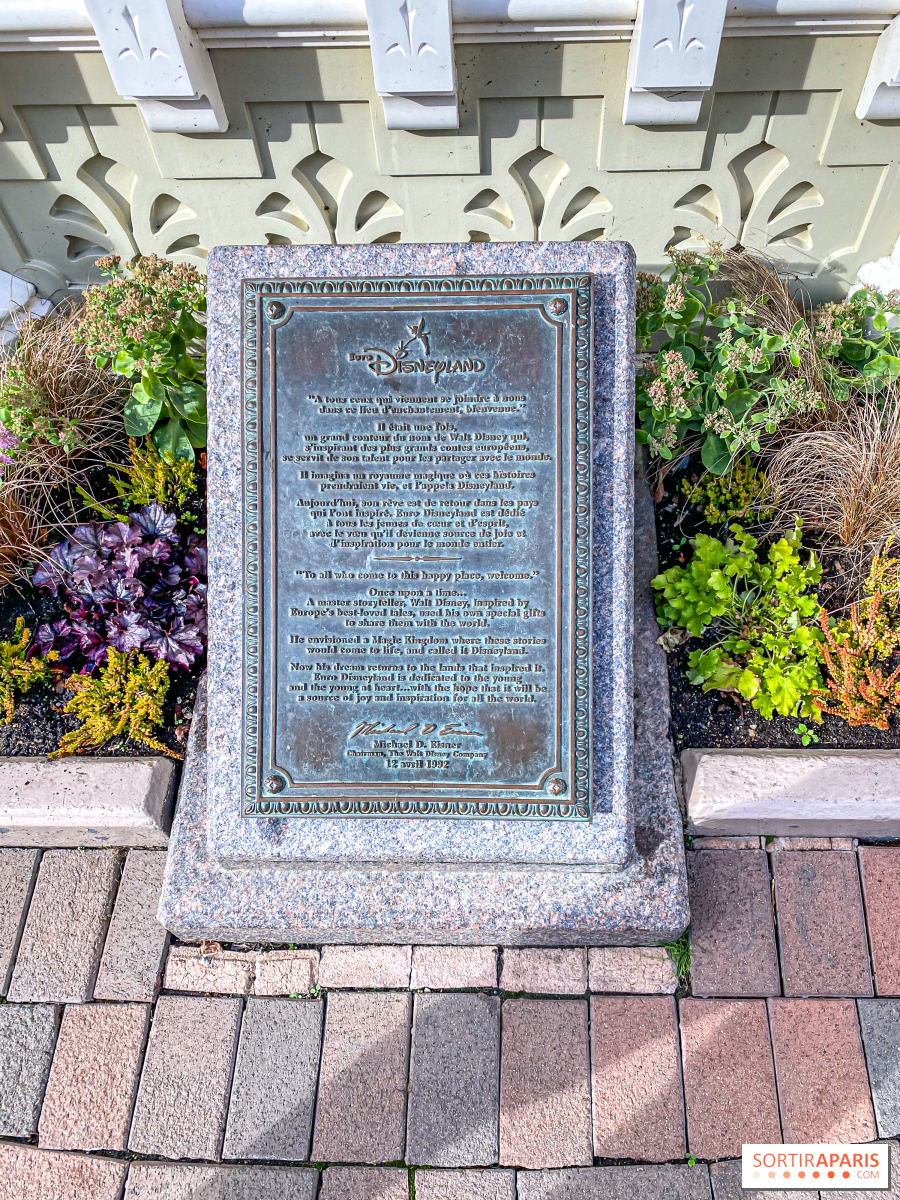 Euro
Disneyland
"A tous ceux qui viennent se joindre à nous
dans ce lieu d'enchantement, bienvenue."
Il était une fois,
un grand conteur du nom de Walt Disney qui,
s'inspirant des plus grands contes européens,
se servit de son talent pour les partager avec le monde.
Il imagina un royaume magique où ces histoires
prendraient vie, et l'appela Disneyland.
Aujourd'hui, son rêve est de retour dans les pays
qui l'ont inspiré. Euro Disneyland est dédié
à tous les jeunes de cœur et d'esprit,
avec le vœu qu'il devienne source de joie et
d'inspiration pour le monde entier.
"To all who come to this happy place, welcome."
Once upon a time...
A master storyteller, Walt Disney, inspired by
Europe's best-loved tales, used his own special gifts
to share them with the world.
He envisioned a Magic Kingdom where these stories
would come to life, and called it Disneyland.
Now his dream returns to the lands that inspired it.
Euro Disneyland is dedicated to the young
and the young at heart...with the hope that it will be
a source of joy and inspiration for all the world.
Michael D Eisner
Michael D. Eisner
Chairman, The Walt Disney Company
12 avril 1992
SORTIRAPARIS
.COM